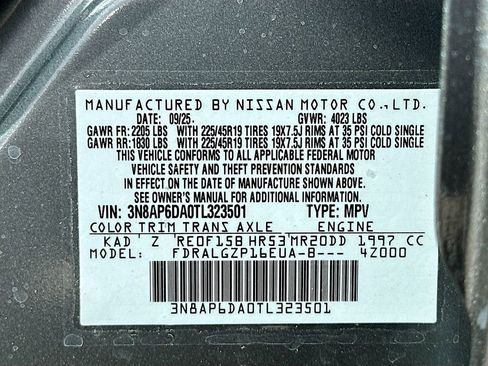 MANUFACTURED BY NISSAN MOTOR CO., LTD.
DATE: 09/25. GVWR: 4023 LBS
GAWR FR: 2205 LBS WITH 225/45R19 TIRES 19X7.5J RIMS AT 35 PSI COLD SINGLE
GAWR RR: 1830 LBS WITH 225/45R19 TIRES 19X7.5J RIMS AT 35 PSI COLD SINGLE
THIS VEHICLE CONFORMS TO ALL APPLICABLE FEDERAL MOTOR
VEHICLE SAFETY AND THEFT PREVENTION STANDARDS
IN EFFECT ON THE DATE OF MANUFACTURE SHOWN ABOVE.
SEE OWNER'S MANUAL FOR ADDITIONAL INFORMATION.
VIN: 3N8AP6DA0TL323501 TYPE: MPV
COLOR TRIM TRANS AXLE ENGINE
KAD Z RE0F15B HR53 MR20DD 1997 CC
MODEL: FDRALGZP16EUA-B--- 4Z000
3N8AP6DA0TL323501